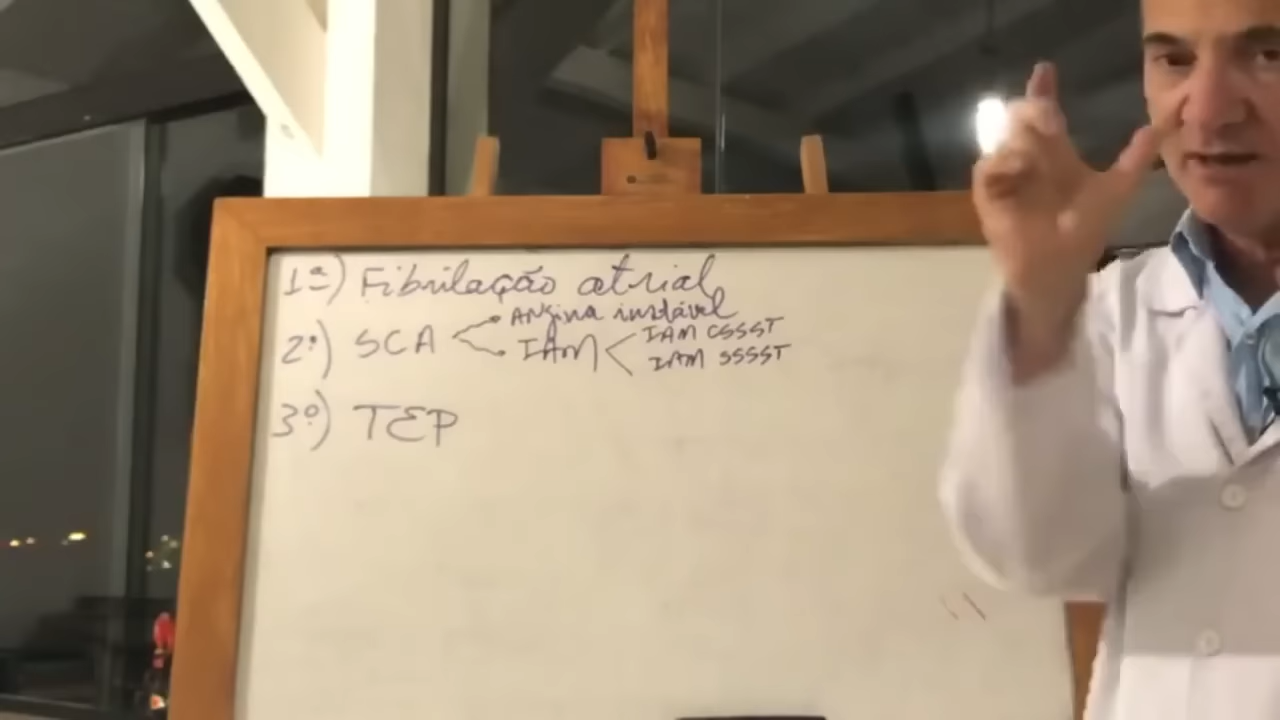 1ª) Fibrilação atrial
2º) SCA < Angina instável
IAM < IAM CSSST
IAM SSSST
3º) TEP